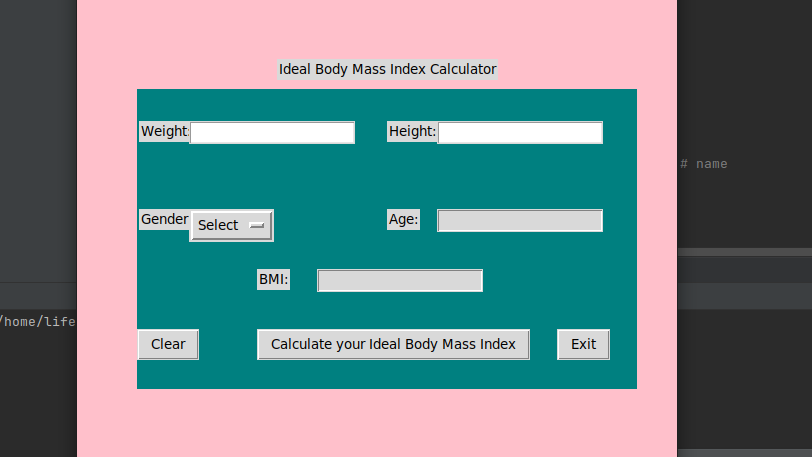 Ideal Body Mass Index Calculator
Weight:
Height:
# name
Gender
Select
Age:
BMI:
/home/life
Clear
Calculate your Ideal Body Mass Index
Exit